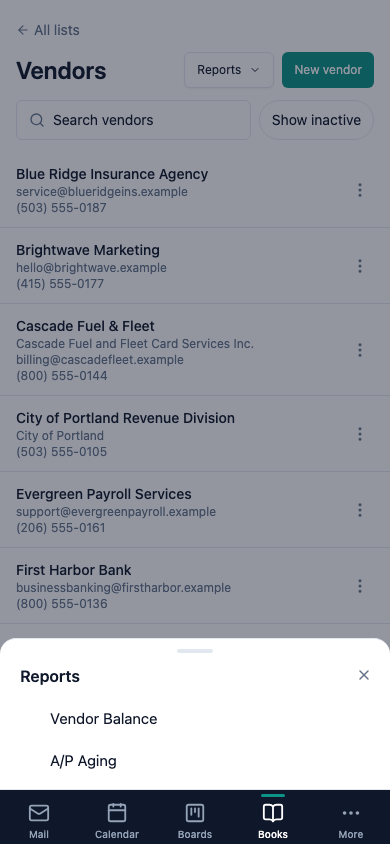 All lists
Vendors
Reports
New vendor
Search vendors
Show inactive
Blue Ridge Insurance Agency
service@blueridgeins.example
(503) 555-0187
Brightwave Marketing
hello@brightwave.example
(415) 555-0177
Cascade Fuel & Fleet
Cascade Fuel and Fleet Card Services Inc.
billing@cascadefleet.example
(800) 555-0144
City of Portland Revenue Division
City of Portland
(503) 555-0105
Evergreen Payroll Services
support@evergreenpayroll.example
(206) 555-0161
First Harbor Bank
businessbanking@firstharbor.example
(800) 555-0136
Reports
Vendor Balance
A/P Aging
Mail
Calendar
Boards
Books
More